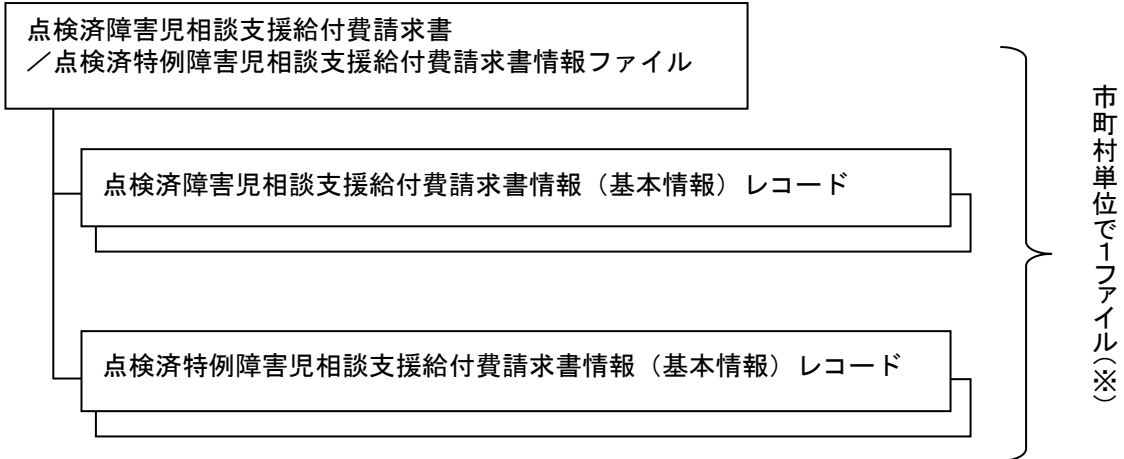 点検済障害児相談支援給付費請求書
／点検済特例障害児相談支援給付費請求書情報ファイル
点検済障害児相談支援給付費請求書情報（基本情報）レコード
点検済特例障害児相談支援給付費請求書情報（基本情報）レコード
市町村単位で１ファイル（※）